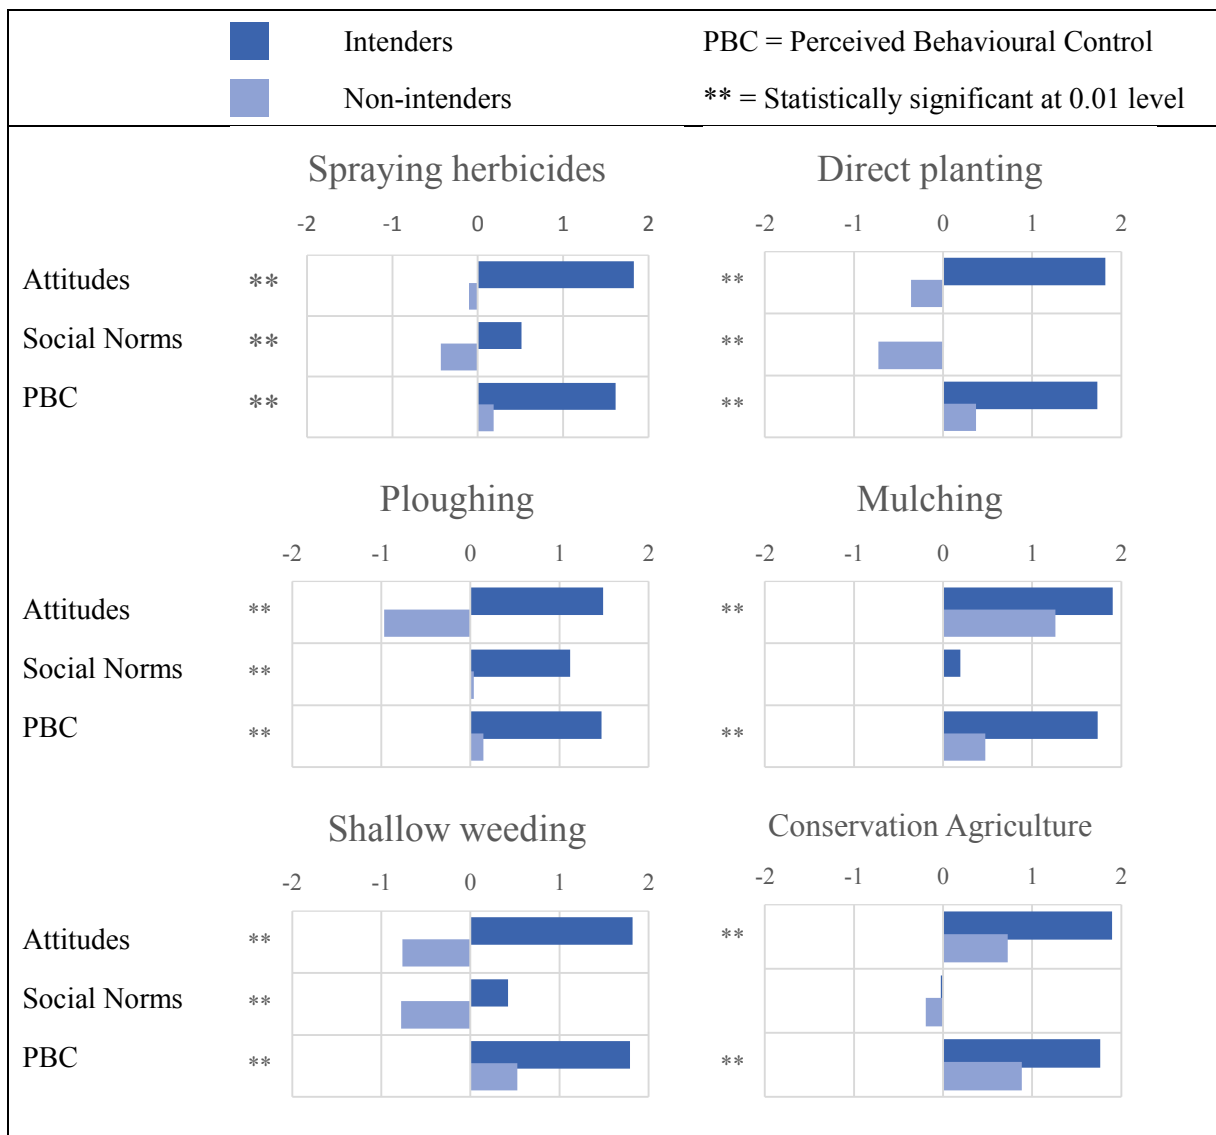 Intenders PBC = Perceived Behavioural Control
Non-intenders ** = Statistically significant at 0.01 level
Spraying herbicides Direct planting
-2 -1 0 1 2 -2 -1 0 1 2
Attitudes ** **
Social Norms ** **
PBC ** **
Ploughing Mulching
-2 -1 0 1 2 -2 -1 0 1 2
Attitudes ** **
Social Norms **
PBC ** **
Shallow weeding Conservation Agriculture
-2 -1 0 1 2 -2 -1 0 1 2
Attitudes ** **
Social Norms **
PBC ** **